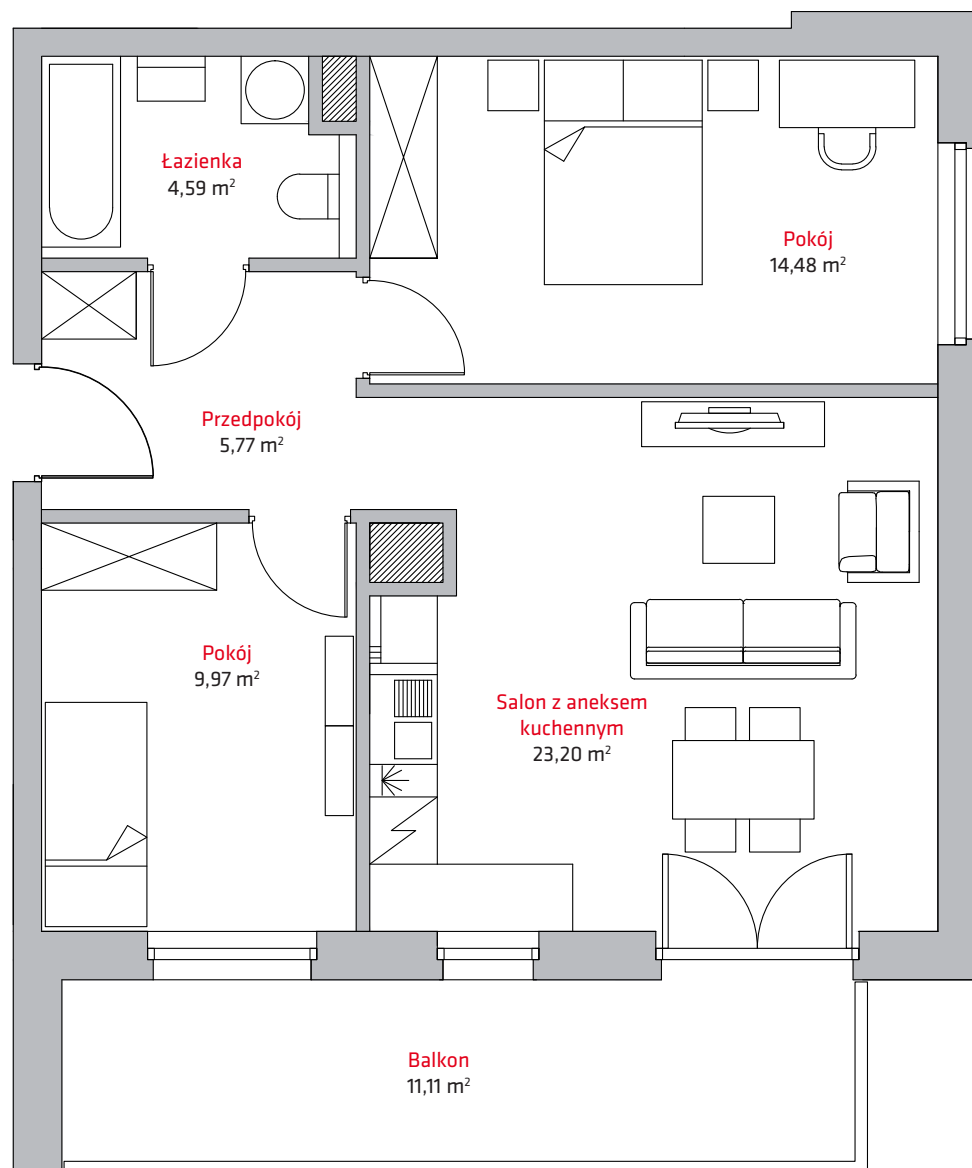 Łazienka
4,59 m²
Pokój
14,48 m²
Przedpokój
5,77 m²
Pokój
9,97 m²
Salon z aneksem
kuchennym
23,20 m²
Balkon
11,11 m²